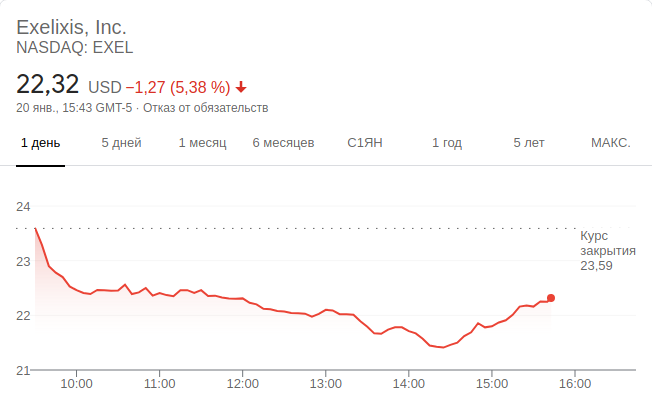 Exelixis, Inc.
NASDAQ: EXEL
22,32 USD −1,27 (5,38 %)
20 янв., 15:43 GMT-5 · Отказ от обязательств
1 день 5 дней 1 месяц 6 месяцев С1ЯН 1 год 5 лет МАКС.
24
Курс
закрытия
23,59
23
22
21
10:00 11:00 12:00 13:00 14:00 15:00 16:00